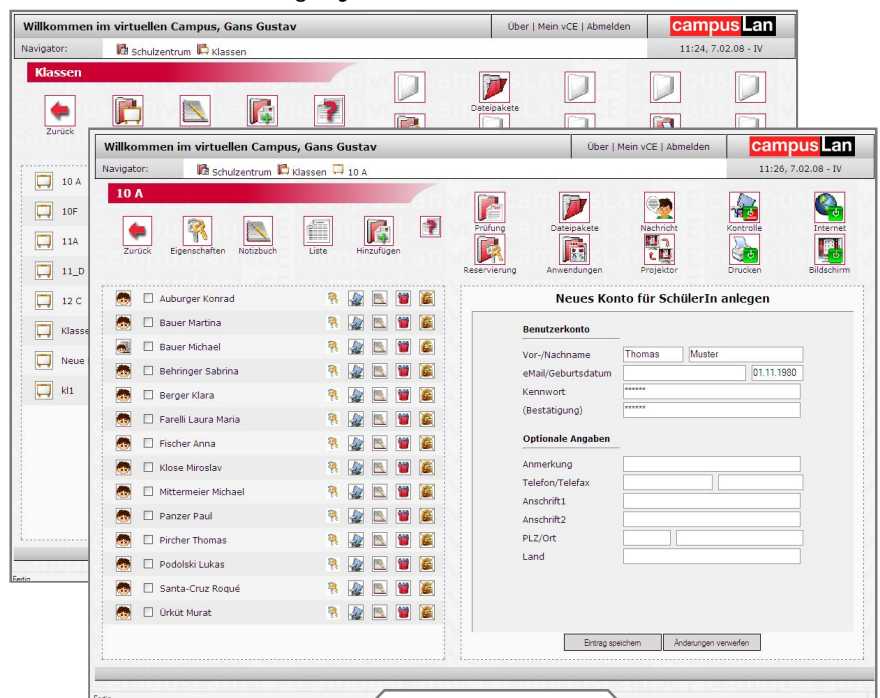 Willkommen im virtuellen Campus, Gans Gustav
Über | Mein vCE | Abmelden
campusLan
Navigator:
Schulzentrum Klassen
11:24, 7.02.08 - IV
Klassen
Zurück
Dateipakete
10 A
10F
11A
11_D
12 C
Klasse
Neue
kl1
Fertig
Willkommen im virtuellen Campus, Gans Gustav
Über | Mein vCE | Abmelden
campusLan
Navigator:
Schulzentrum Klassen 10 A
11:26, 7.02.08 - IV
10 A
Zurück Eigenschaften Notizbuch Liste Hinzufügen
Prüfung Dateipakete Nachricht Kontrolle Internet
Reservierung Anwendungen Projektor Drucken Bildschirm
Auburger Konrad
Bauer Martina
Bauer Michael
Behringer Sabrina
Berger Klara
Farelli Laura Maria
Fischer Anna
Klose Miroslav
Mittermeier Michael
Panzer Paul
Pircher Thomas
Podolski Lukas
Santa-Cruz Roqué
Ürküt Murat
Neues Konto für SchülerIn anlegen
Benutzerkonto
Vor-/Nachname Thomas Muster
eMail/Geburtsdatum 01.11.1980
Kennwort ******
(Bestätigung) ******
Optionale Angaben
Anmerkung
Telefon/Telefax
Anschrift1
Anschrift2
PLZ/Ort
Land
Eintrag speichern Änderungen verwerfen